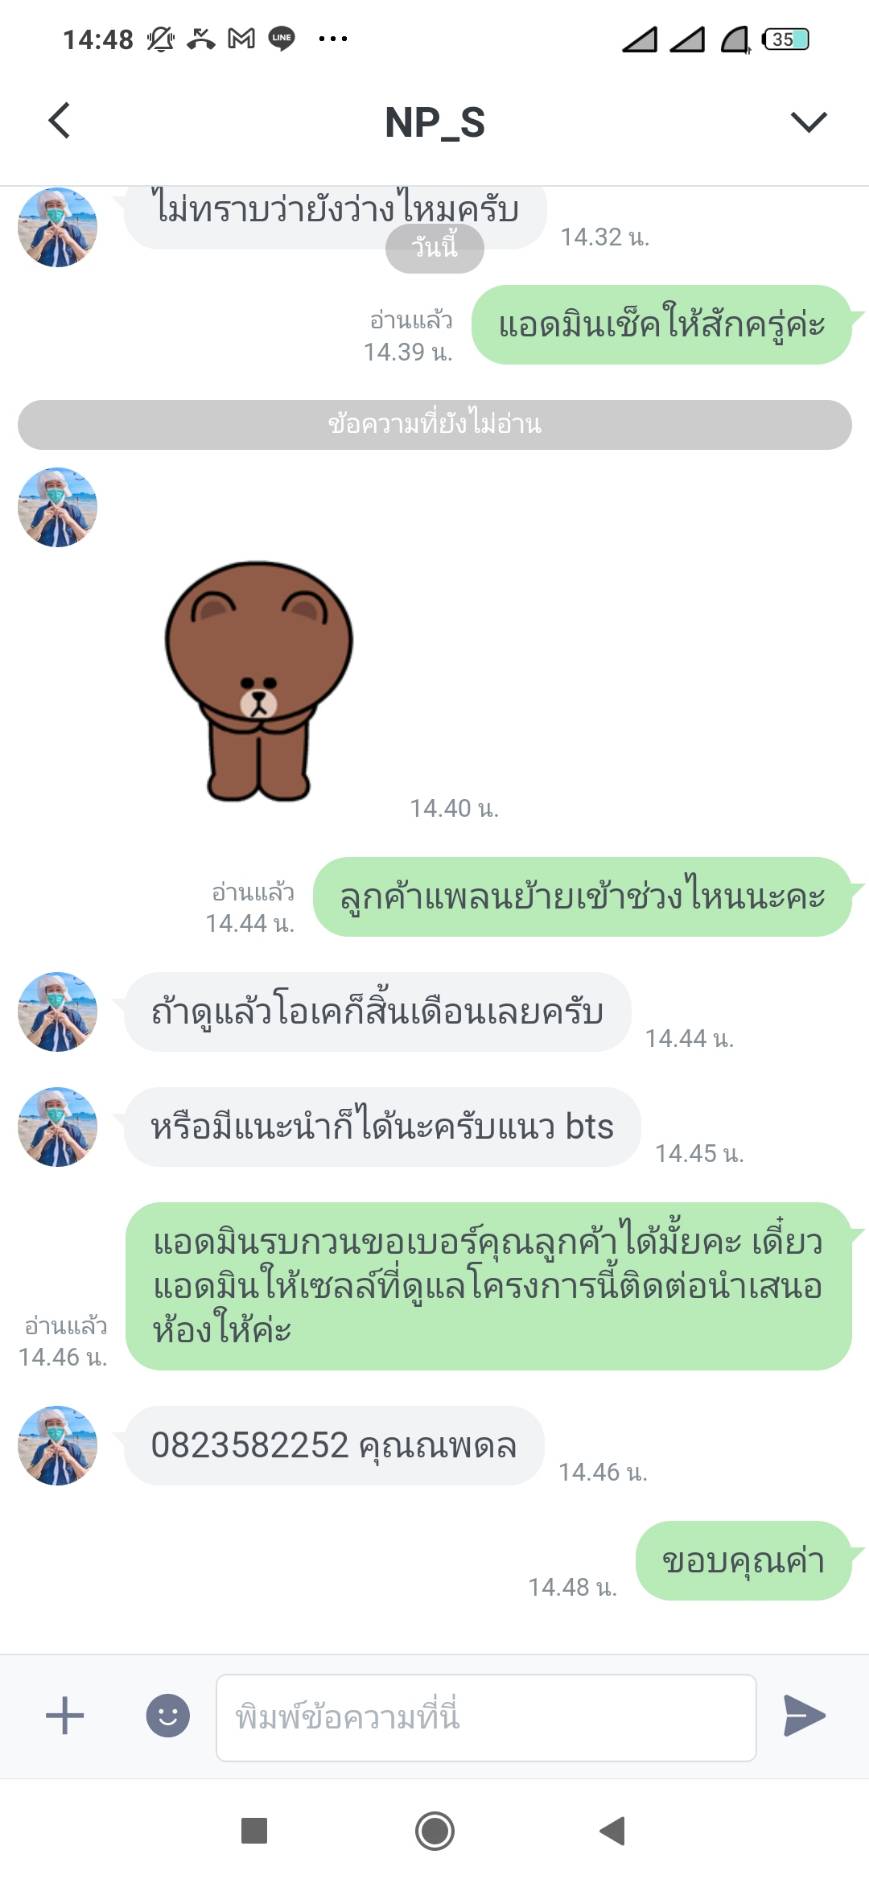 14:48
LINE
35
NP_S
ไม่ทราบว่ายังว่างไหมครับ
14.32 น.
วันนี้
อ่านแล้ว
14.39 น.
แอดมินเช็คให้สักครู่ค่ะ
ข้อความที่ยังไม่อ่าน
14.40 น.
อ่านแล้ว
14.44 น.
ลูกค้าแพลนย้ายเข้าช่วงไหนนะคะ
ถ้าดูแล้วโอเคก็สิ้นเดือนเลยครับ
14.44 น.
หรือมีแนะนำก็ได้นะครับแนว bts
14.45 น.
แอดมินรบกวนขอเบอร์คุณลูกค้าได้มั้ยคะ เดี๋ยว
แอดมินให้เซลล์ที่ดูแลโครงการนี้ติดต่อนำเสนอ
ห้องให้ค่ะ
อ่านแล้ว
14.46 น.
0823582252 คุณณพดล
14.46 น.
ขอบคุณค่า
14.48 น.
พิมพ์ข้อความที่นี่